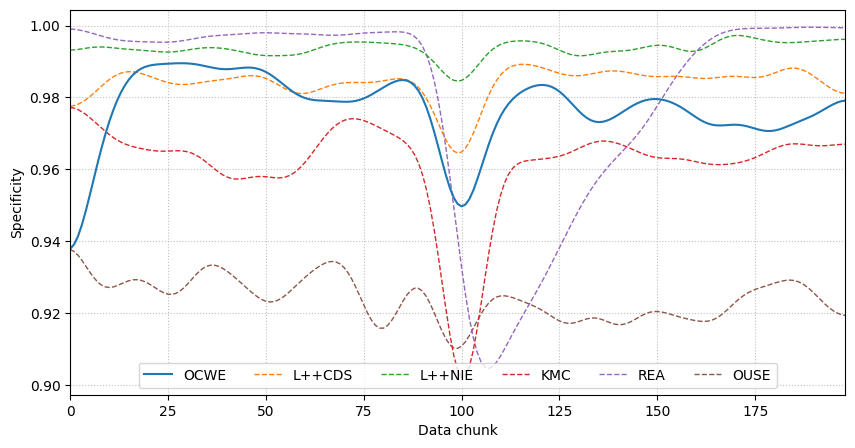 1.00
0.98
0.96
0.94
0.92
0.90
Specificity
OCWE L++CDS L++NIE KMC REA OUSE
0 25 50 75 100 125 150 175
Data chunk